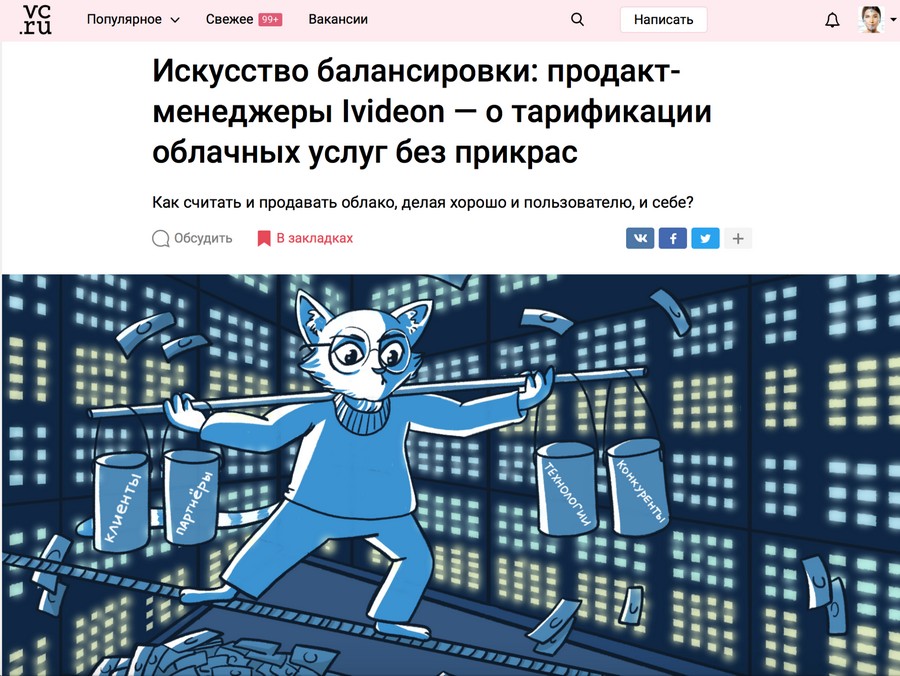 vc
.ru
Популярное
Свежее 99+
Вакансии
Написать
Искусство балансировки: продакт-
менеджеры Ivideon — о тарификации
облачных услуг без прикрас
Как считать и продавать облако, делая хорошо и пользователю, и себе?
Обсудить
В закладках
клиенты
партнёры
технологии
конкуренты